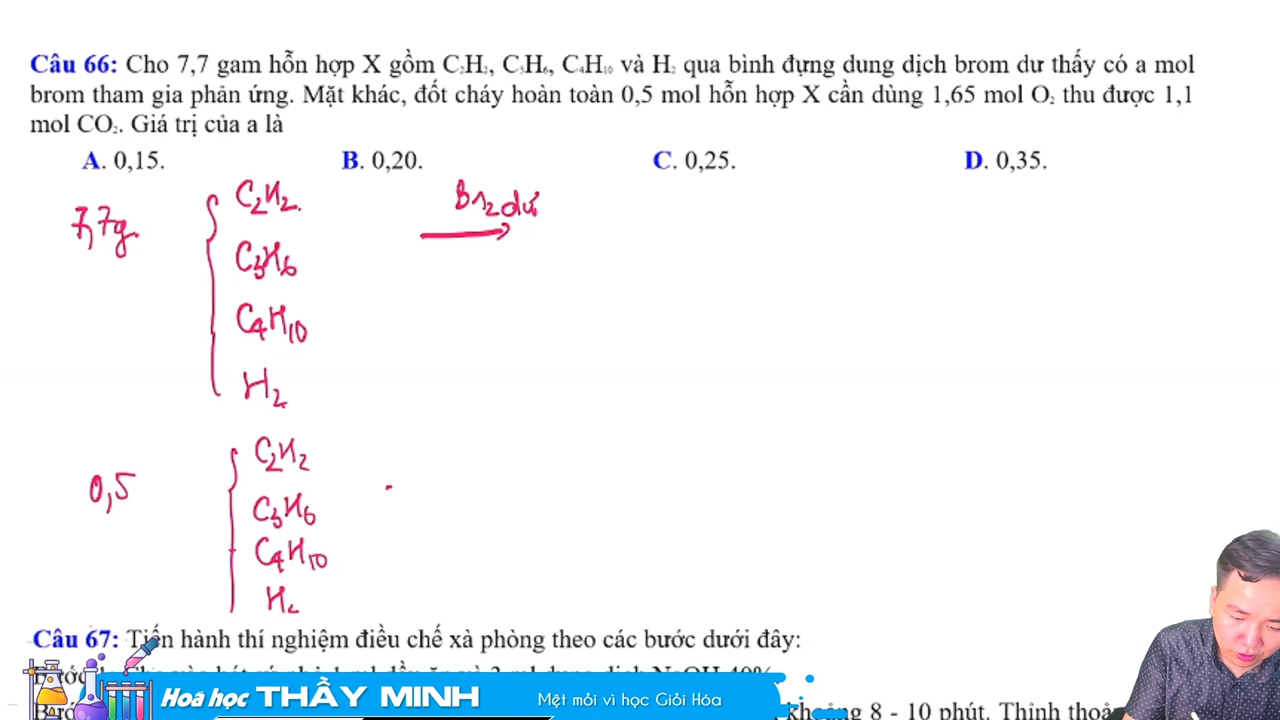 Câu 66: Cho 7,7 gam hỗn hợp X gồm C₂H₂, C₃H₆, C₄H₁₀ và H₂ qua bình đựng dung dịch brom dư thấy có a mol
brom tham gia phản ứng. Mặt khác, đốt cháy hoàn toàn 0,5 mol hỗn hợp X cần dùng 1,65 mol O₂ thu được 1,1
mol CO₂. Giá trị của a là
A. 0,15. B. 0,20. C. 0,25. D. 0,35.
7,7g
C₂H₂
C₃H₆
C₄H₁₀
H₂
Br₂ dư
0,5
C₂H₂
C₃H₆
C₄H₁₀
H₂
Câu 67: Tiến hành thí nghiệm điều chế xà phòng theo các bước dưới đây:
Hoá học THẦY MINH Mệt mỏi vì học Giỏi Hóa
khoảng 8 - 10 phút. Thỉnh